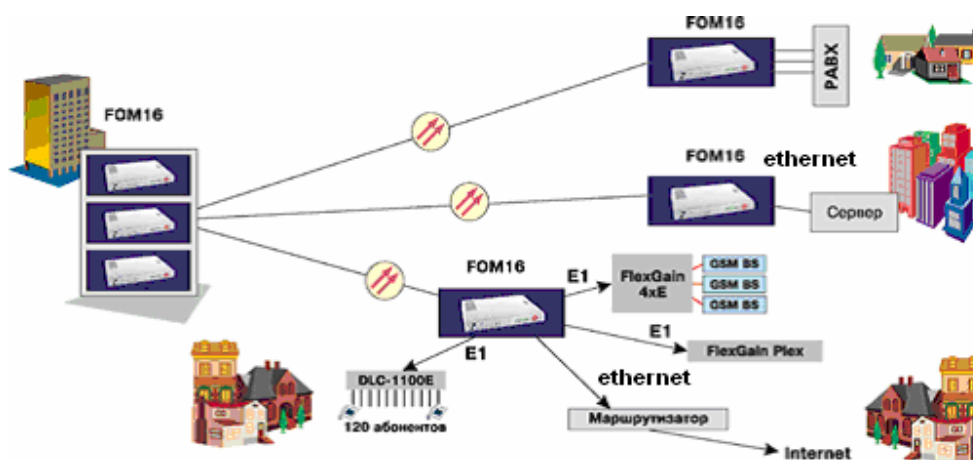 FOM16
PABX
FOM16
FOM16
ethernet
Сервер
FOM16
E1
FlexGain
4xE
GSM BS
GSM BS
GSM BS
E1
FlexGain Plex
E1
DLC-1100E
120 абонентов
ethernet
Маршрутизатор
Internet